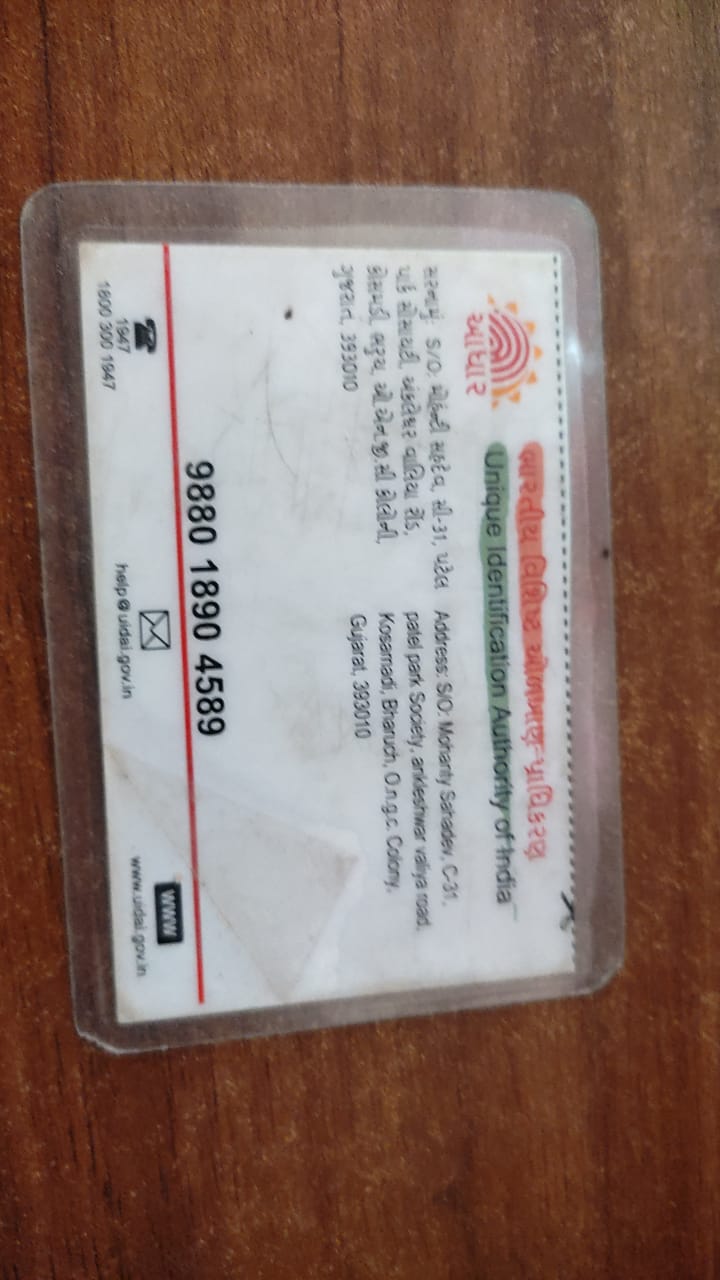 આધાર
ભારતીય વિશિષ્ટ ઓળખાણ પ્રાધિકરણ
Unique Identification Authority of India
સરનામું: S/O: મોહન્તી સહદેવ, સી-31, પટેલ
પાર્ક સોસાયટી, અંકલેશ્વર વાલિયા રોડ,
કોસમડી, ભરુચ, ઓ.એન.જી.સી કોલોની,
ગુજરાત, 393010
Address: S/O: Mohanty Sahadev, C-31,
patel park Society, ankleshwar valiya road,
Kosamadi, Bharuch, O.n.g.c. Colony,
Gujarat, 393010
9880 1890 4589
1947
1800 300 1947
help@uidai.gov.in
WWW
www.uidai.gov.in